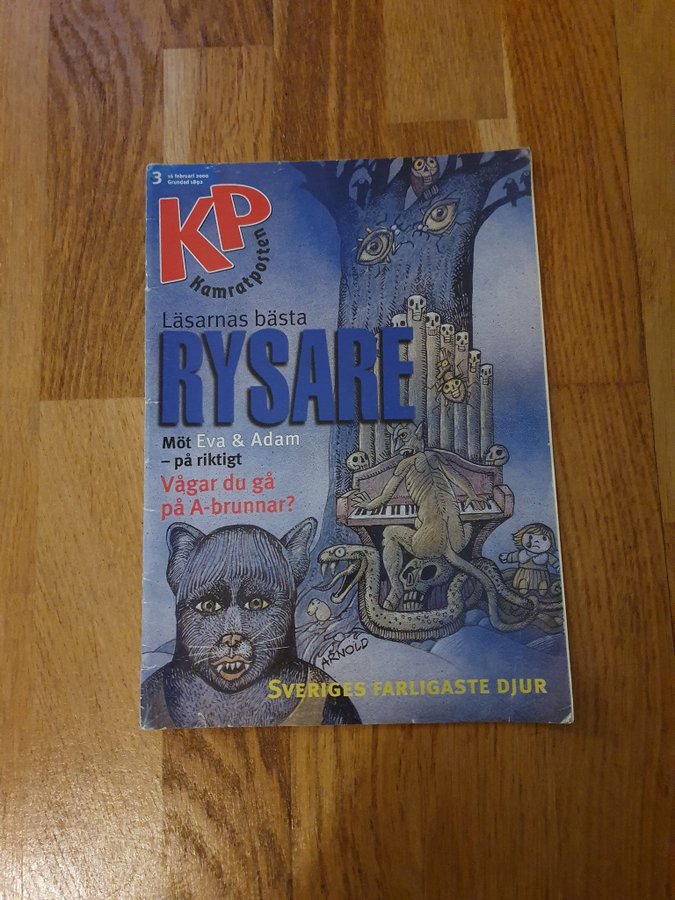 3 16 februari 2000
Grundad 1892
KP
Kamratposten
Läsarnas bästa
RYSARE
Möt Eva & Adam
– på riktigt
Vågar du gå
på A-brunnar?
ARNOLD
SVERIGES FARLIGASTE DJUR